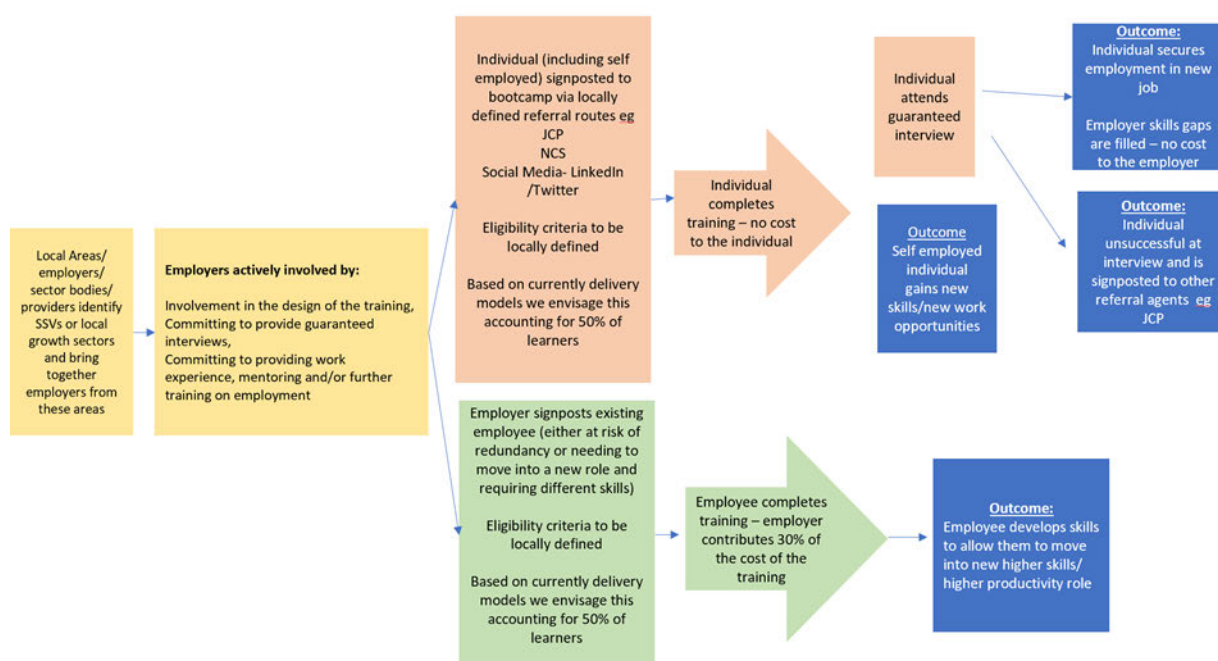 Local Areas/
employers/
sector bodies/
providers identify
SSVs or local
growth sectors
and bring
together
employers from
these areas
Employers actively involved by:
Involvement in the design of the training,
Committing to provide guaranteed
interviews,
Committing to providing work
experience, mentoring and/or further
training on employment
Individual (including self
employed) signposted to
bootcamp via locally
defined referral routes eg
JCP
NCS
Social Media- LinkedIn
/Twitter
Eligibility criteria to be
locally defined
Based on currently delivery
models we envisage this
accounting for 50% of
learners
Individual
completes
training – no cost
to the individual
Individual
attends
guaranteed
interview
Outcome:
Individual secures
employment in new
job
Employer skills gaps
are filled – no cost
to the employer
Outcome
Self employed
individual
gains new
skills/new work
opportunities
Outcome:
Individual
unsuccessful at
interview and is
signposted to other
referral agents eg
JCP
Employer signposts existing
employee (either at risk of
redundancy or needing to
move into a new role and
requiring different skills)
Eligibility criteria to be
locally defined
Based on currently delivery
models we envisage this
accounting for 50% of
learners
Employee completes
training – employer
contributes 30% of
the cost of the
training
Outcome:
Employee develops skills
to allow them to move
into new higher skills/
higher productivity role